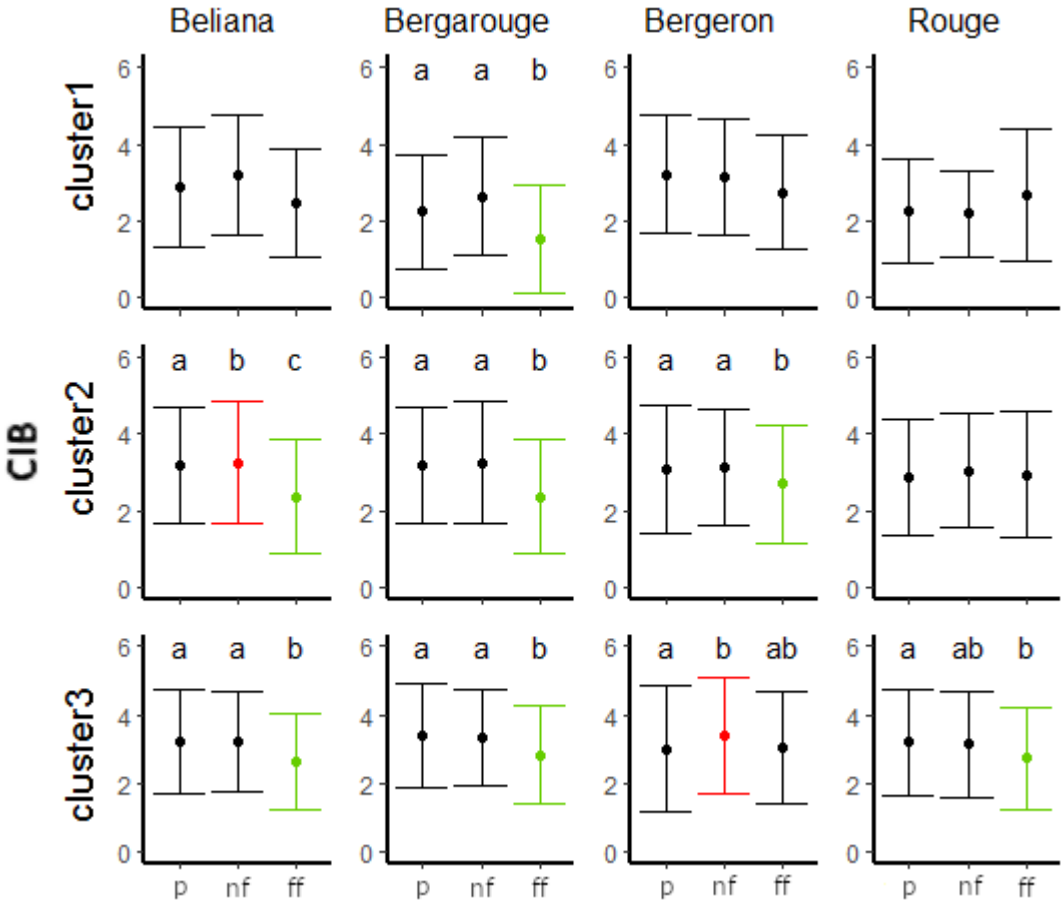 Beliana Bergarouge Bergeron Rouge
CIB
cluster1
6 6 a a b 6 6
4 4 4 4
2 2 2 2
0 0 0 0
cluster2
6 a b c 6 a a b 6 a a b 6
4 4 4 4
2 2 2 2
0 0 0 0
cluster3
6 a a b 6 a a b 6 a b ab 6 a ab b
4 4 4 4
2 2 2 2
0 0 0 0
p nf ff p nf ff p nf ff p nf ff